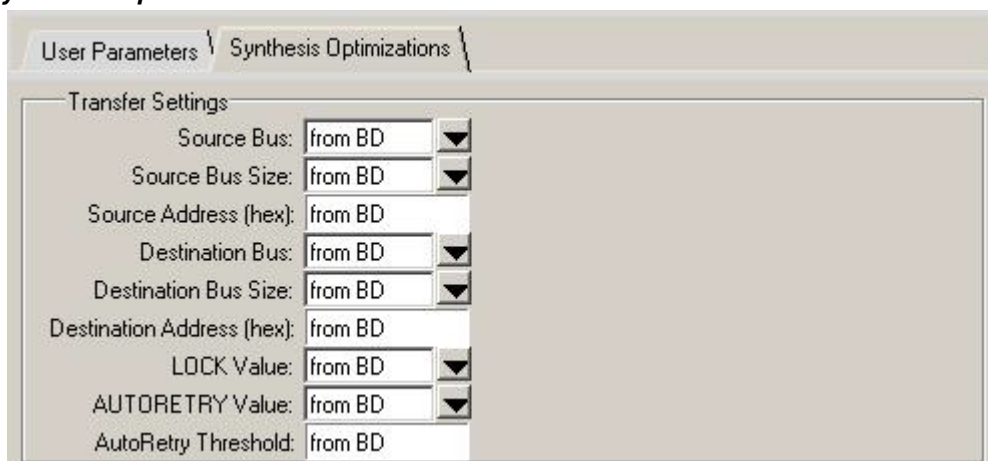 User Parameters Synthesis Optimizations
Transfer Settings
Source Bus: from BD
Source Bus Size: from BD
Source Address (hex): from BD
Destination Bus: from BD
Destination Bus Size: from BD
Destination Address (hex): from BD
LOCK Value: from BD
AUTORETRY Value: from BD
AutoRetry Threshold: from BD